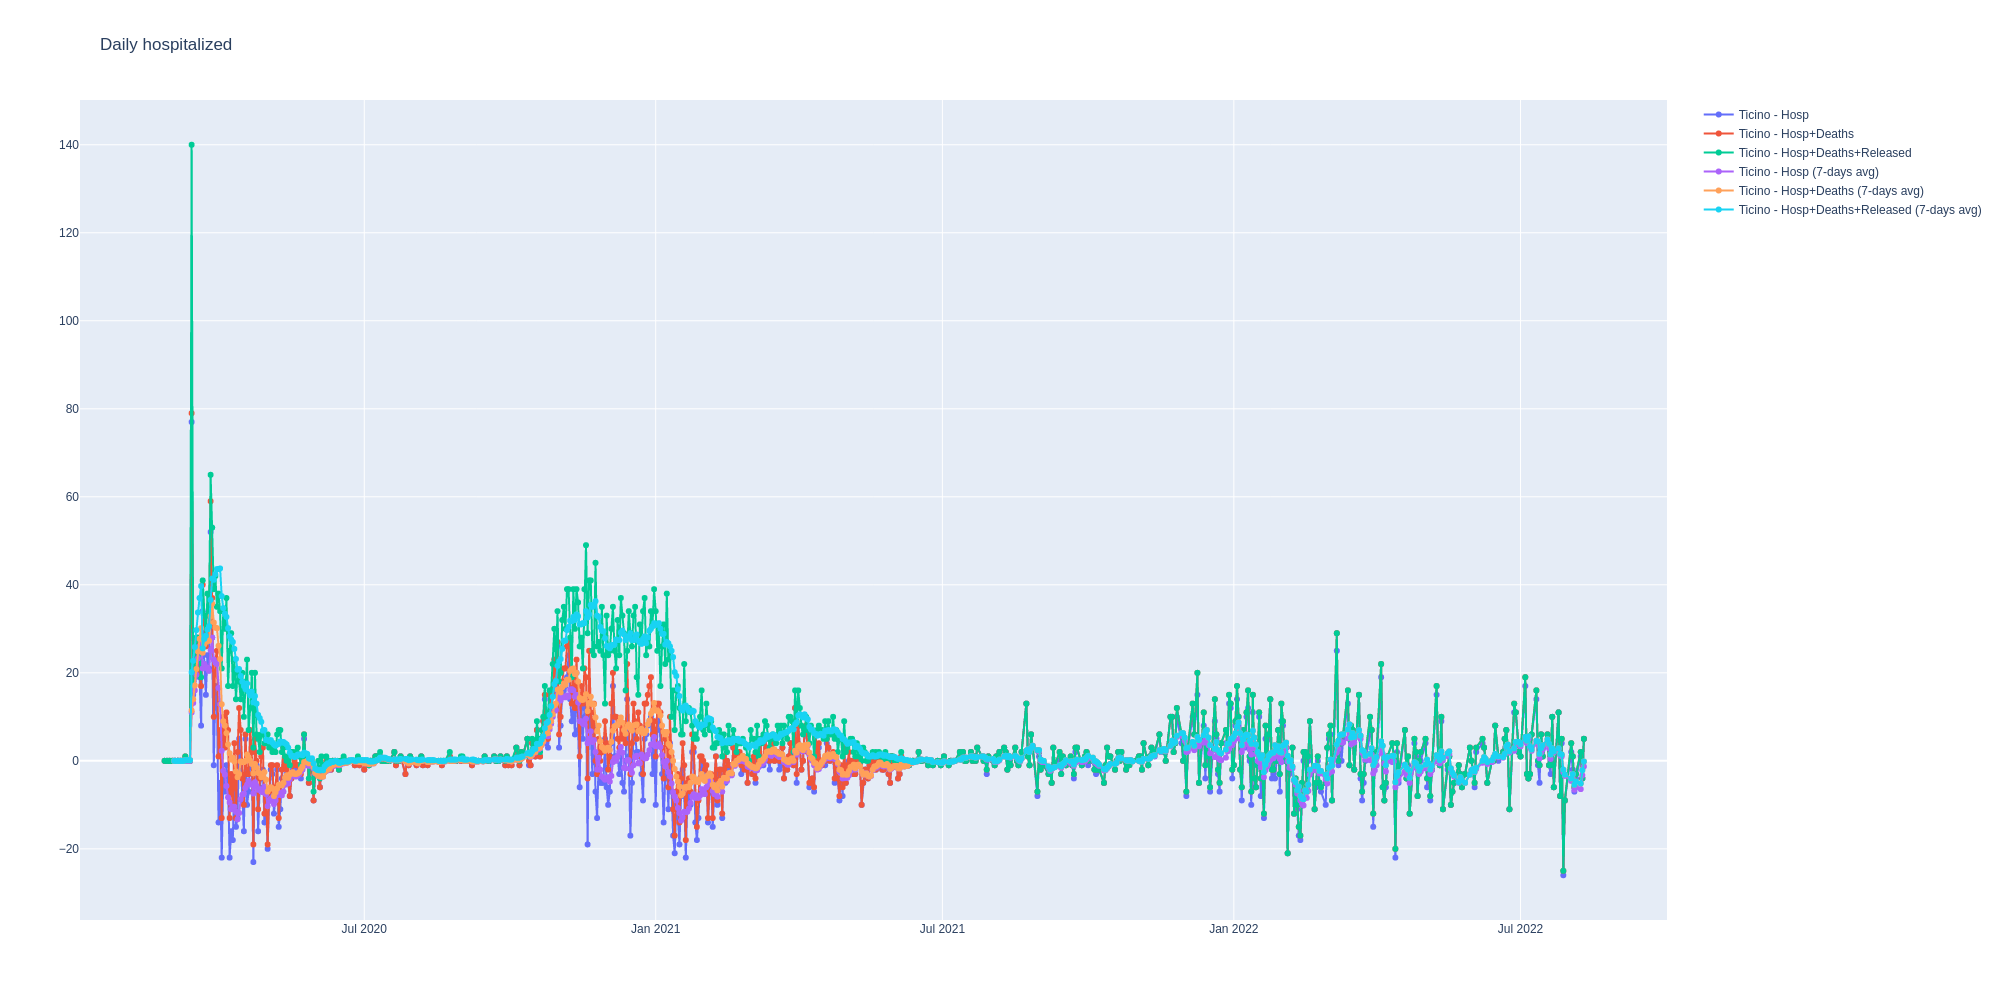 Daily hospitalized
Ticino - Hosp
Ticino - Hosp+Deaths
Ticino - Hosp+Deaths+Released
Ticino - Hosp (7-days avg)
Ticino - Hosp+Deaths (7-days avg)
Ticino - Hosp+Deaths+Released (7-days avg)
140
120
100
80
60
40
20
0
−20
Jul 2020
Jan 2021
Jul 2021
Jan 2022
Jul 2022